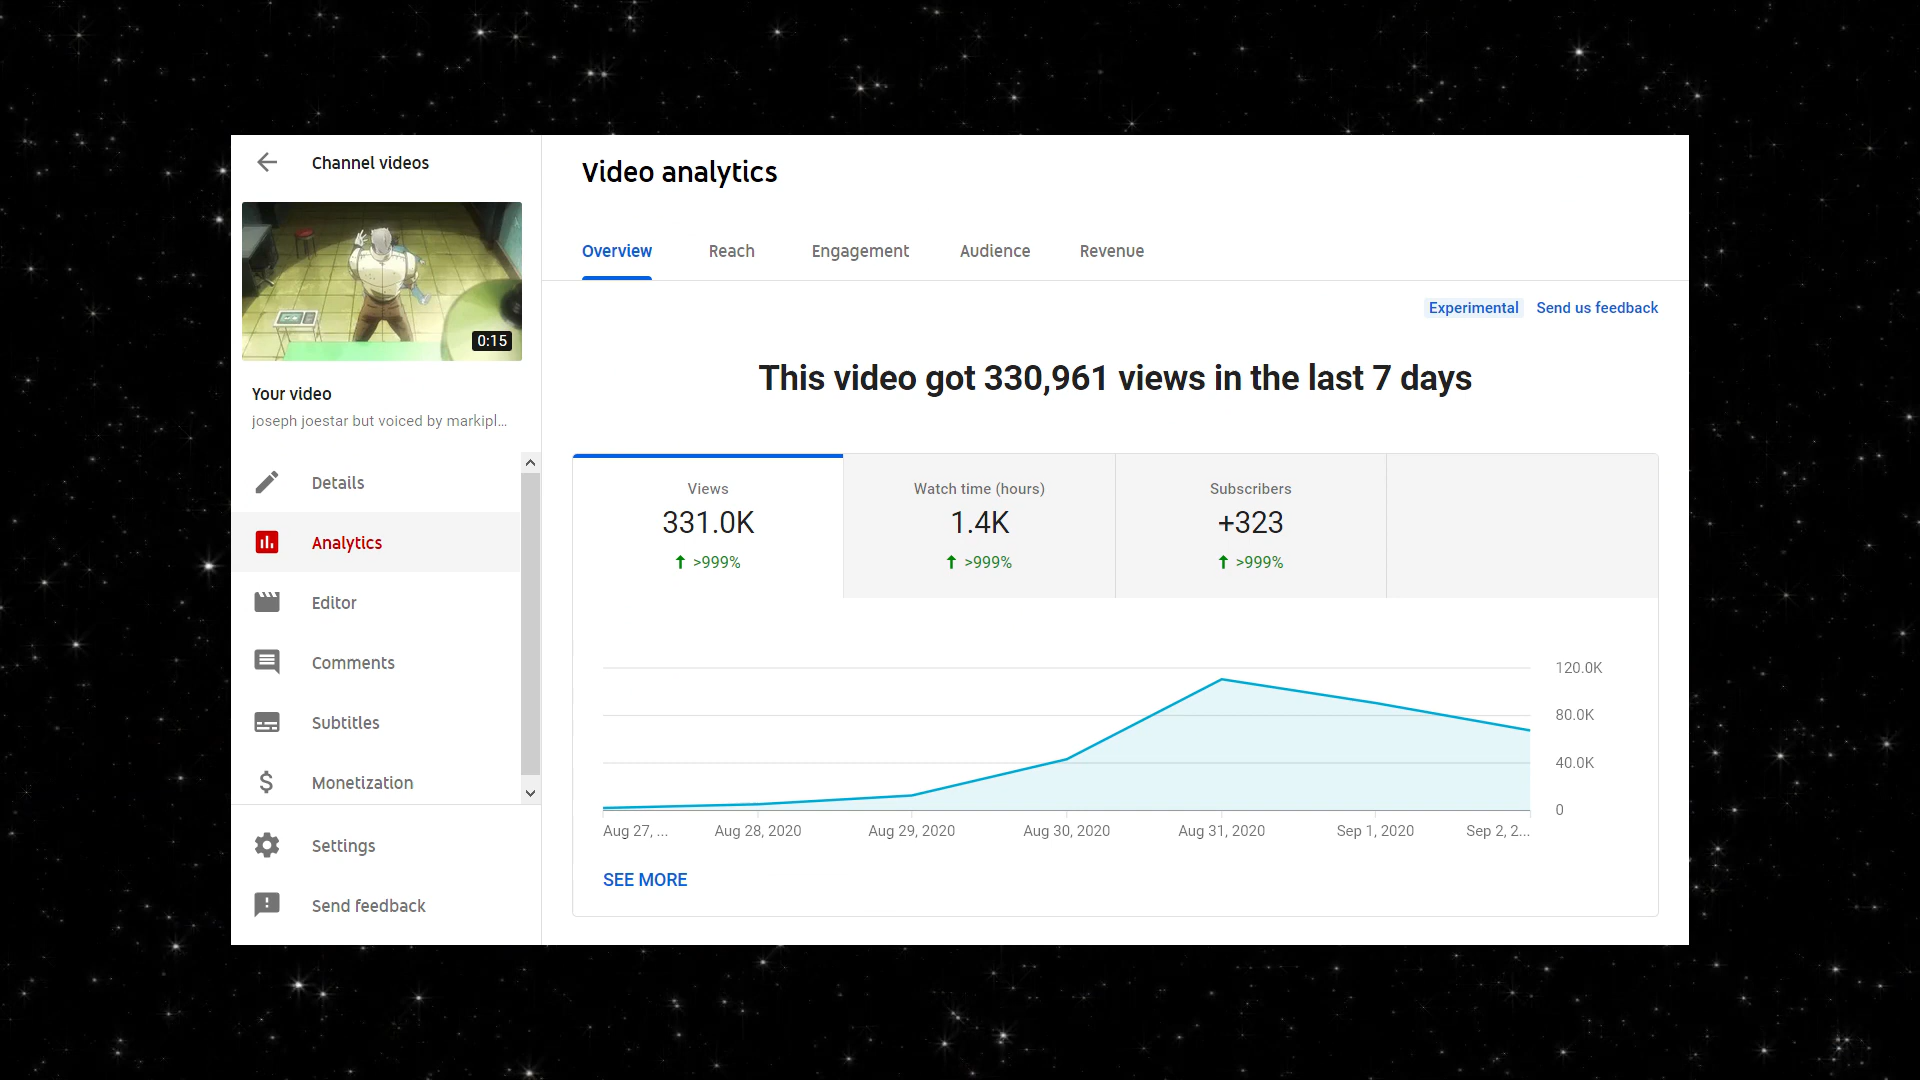 Channel videos
0:15
Your video
joseph joestar but voiced by markipl...
Details
Analytics
Editor
Comments
Subtitles
Monetization
Settings
Send feedback
Video analytics
Overview Reach Engagement Audience Revenue
Experimental Send us feedback
This video got 330,961 views in the last 7 days
Views Watch time (hours) Subscribers
331.0K 1.4K +323
>999% >999% >999%
120.0K
80.0K
40.0K
0
Aug 27, ... Aug 28, 2020 Aug 29, 2020 Aug 30, 2020 Aug 31, 2020 Sep 1, 2020 Sep 2, 2...
SEE MORE